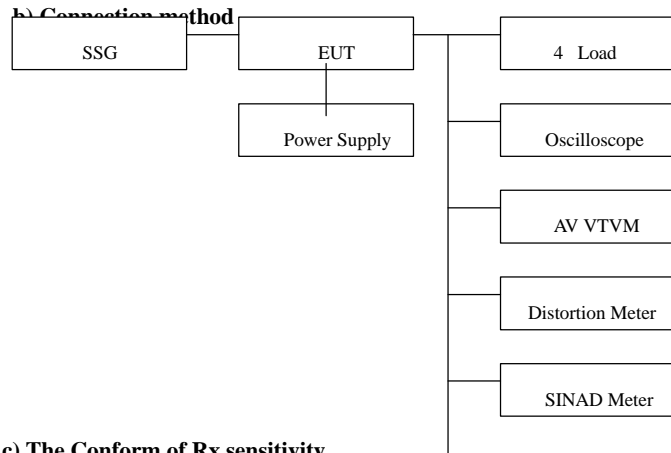 b) Connection method
SSG
EUT
4 Load
Power Supply
Oscilloscope
AV VTVM
Distortion Meter
SINAD Meter
c) The Conform of Rx sensitivity